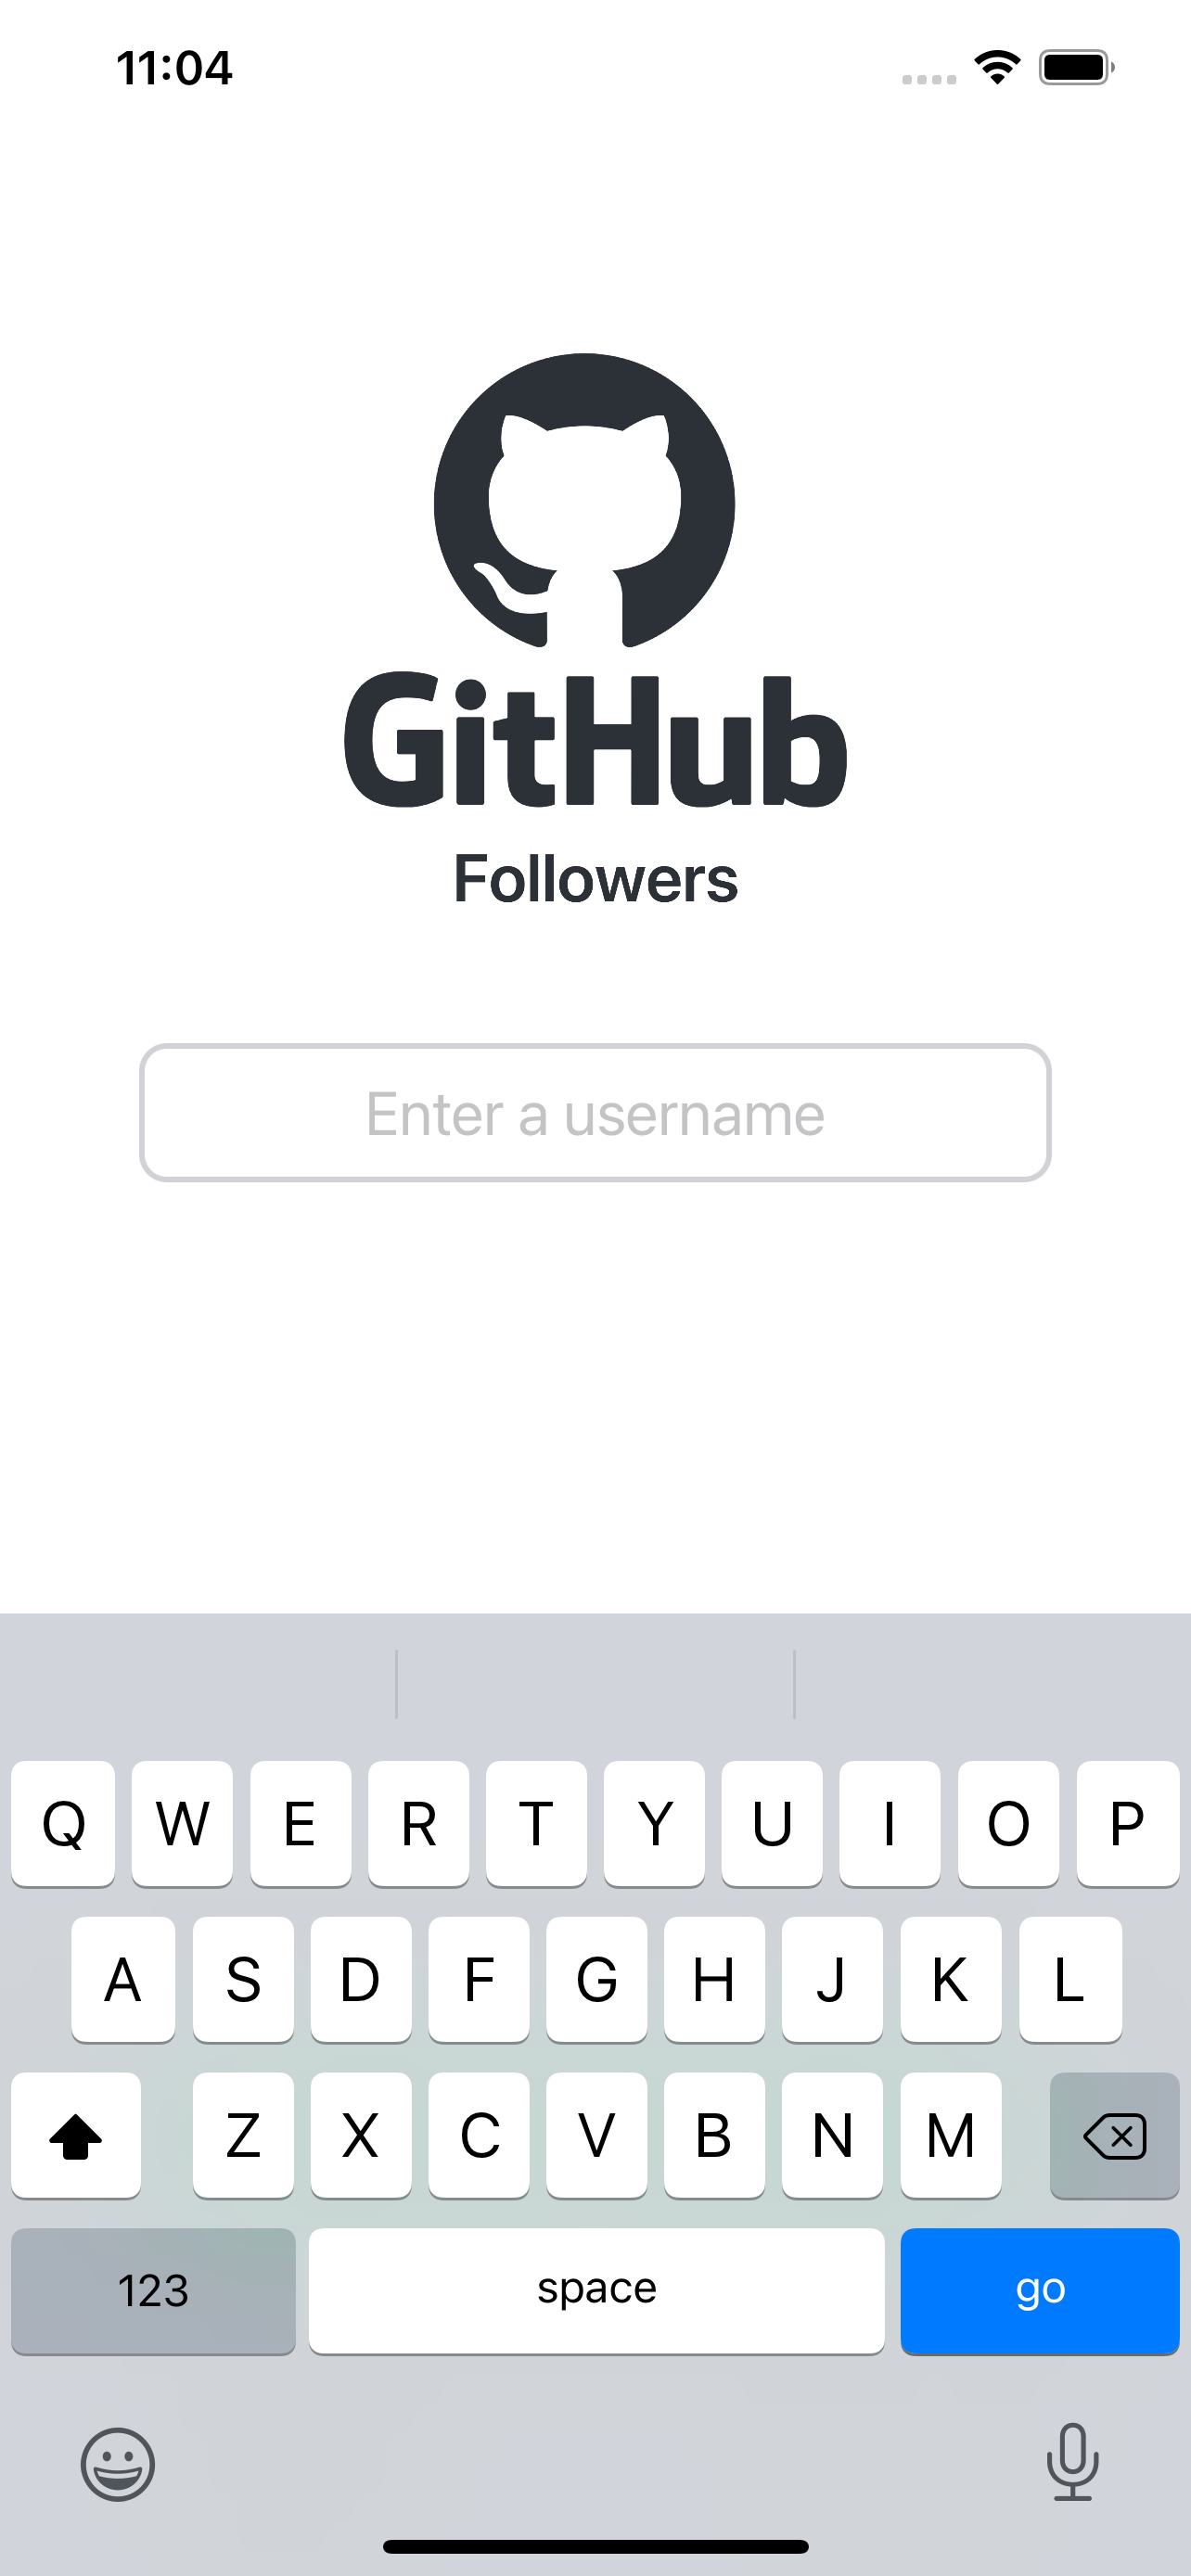 11:04
GitHub
Followers
Enter a username
Q W E R T Y U I O P
A S D F G H J K L
Z X C V B N M
123 space go